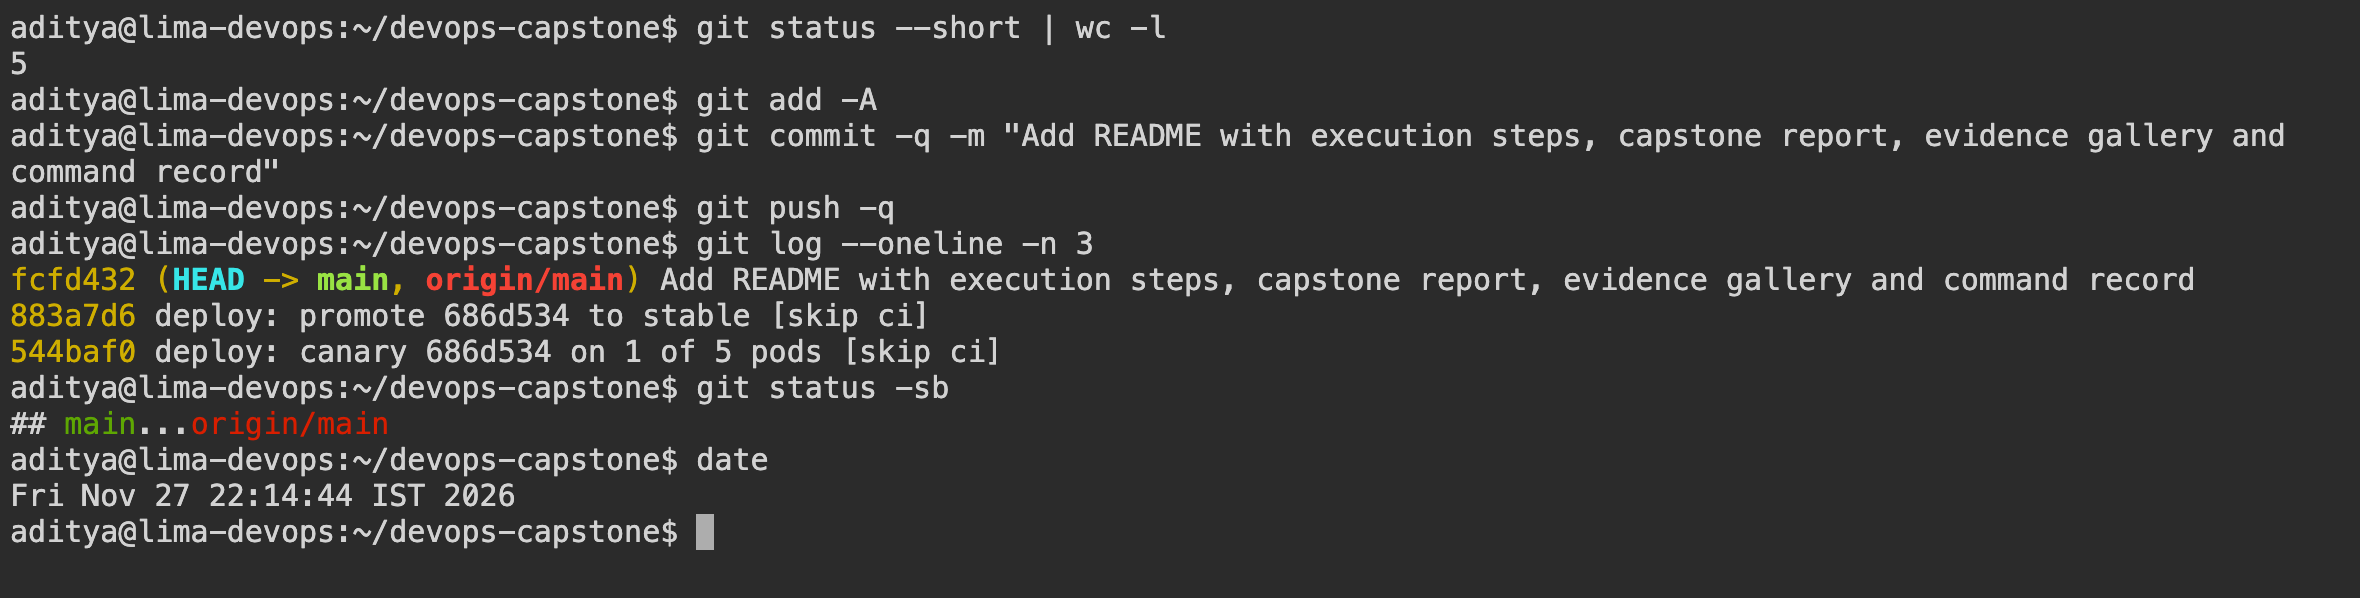 aditya@lima-devops:~/devops-capstone$ git status --short | wc -l
5
aditya@lima-devops:~/devops-capstone$ git add -A
aditya@lima-devops:~/devops-capstone$ git commit -q -m "Add README with execution steps, capstone report, evidence gallery and
command record"
aditya@lima-devops:~/devops-capstone$ git push -q
aditya@lima-devops:~/devops-capstone$ git log --oneline -n 3
fcfd432 (HEAD -> main, origin/main) Add README with execution steps, capstone report, evidence gallery and command record
883a7d6 deploy: promote 686d534 to stable [skip ci]
544baf0 deploy: canary 686d534 on 1 of 5 pods [skip ci]
aditya@lima-devops:~/devops-capstone$ git status -sb
## main...origin/main
aditya@lima-devops:~/devops-capstone$ date
Fri Nov 27 22:14:44 IST 2026
aditya@lima-devops:~/devops-capstone$